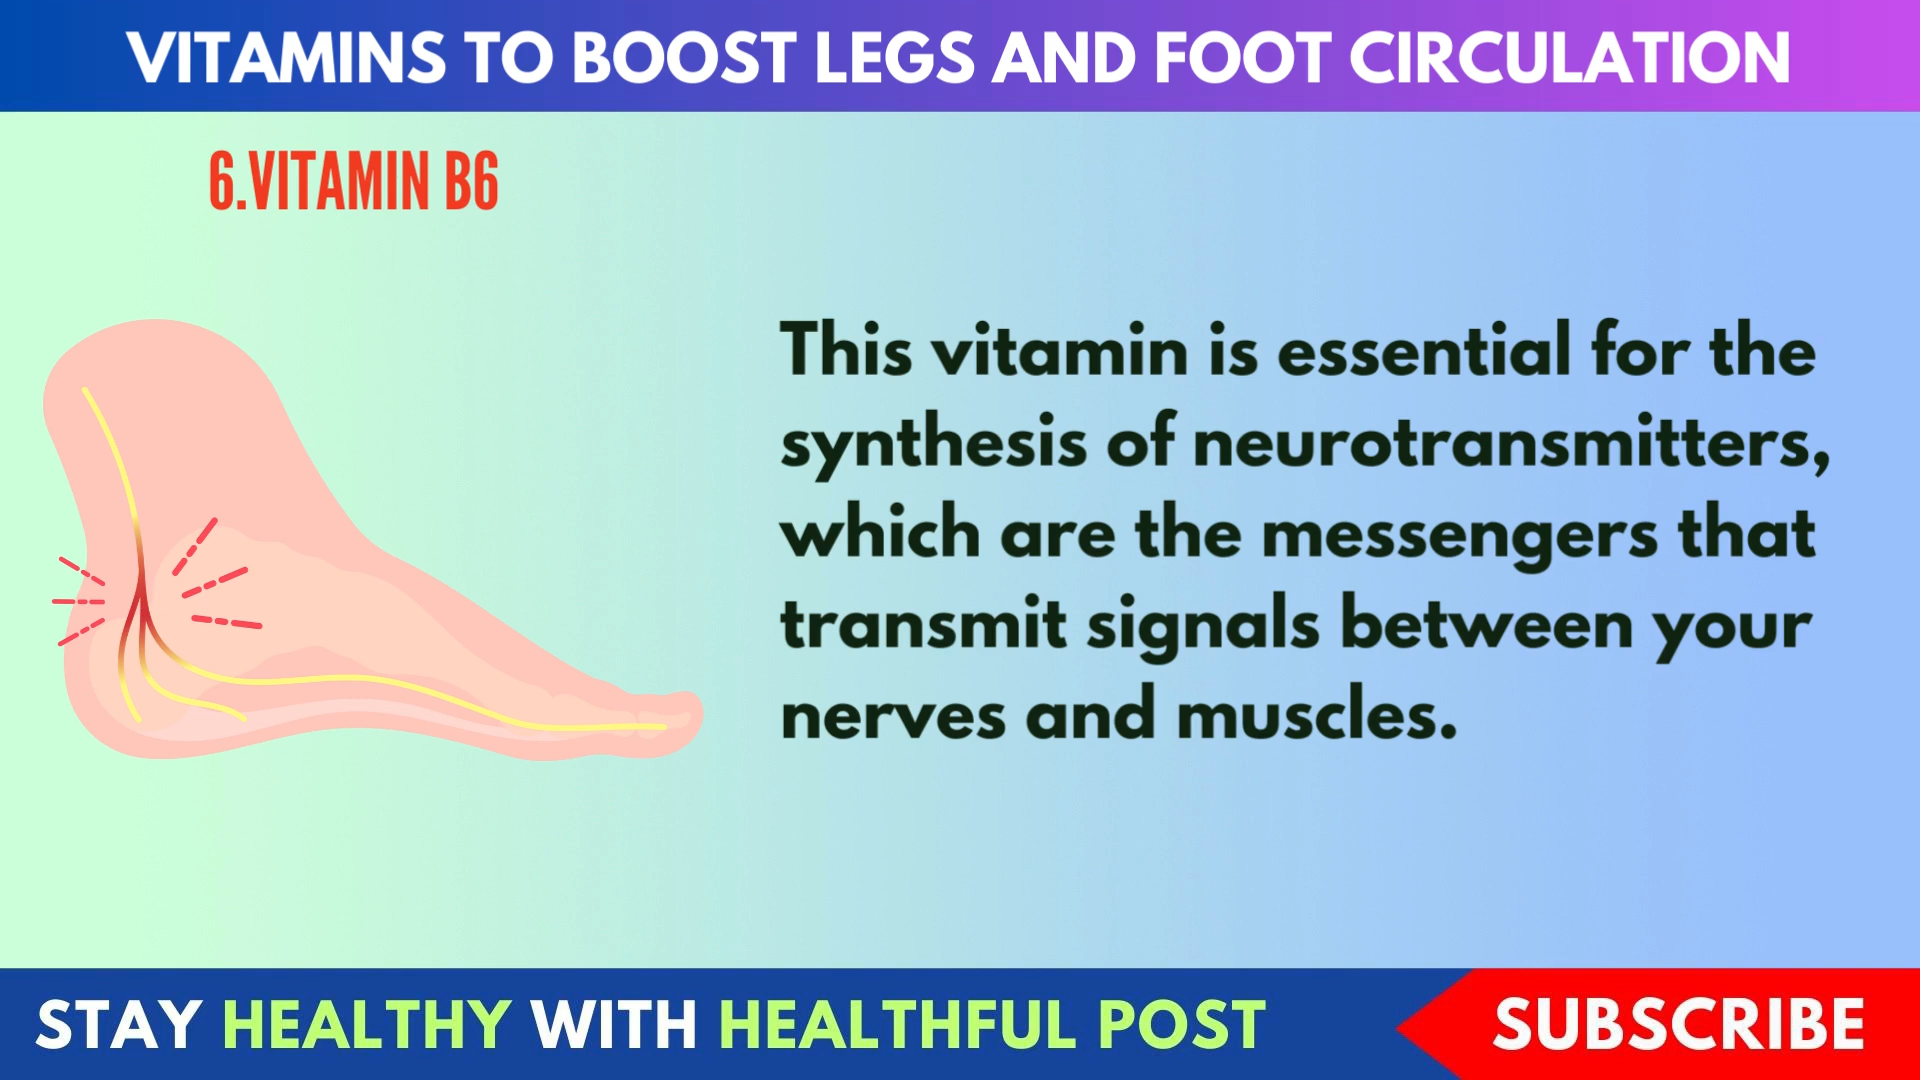 VITAMINS TO BOOST LEGS AND FOOT CIRCULATION
6.VITAMIN B6
This vitamin is essential for the
synthesis of neurotransmitters,
which are the messengers that
transmit signals between your
nerves and muscles.
STAY HEALTHY WITH HEALTHFUL POST
SUBSCRIBE